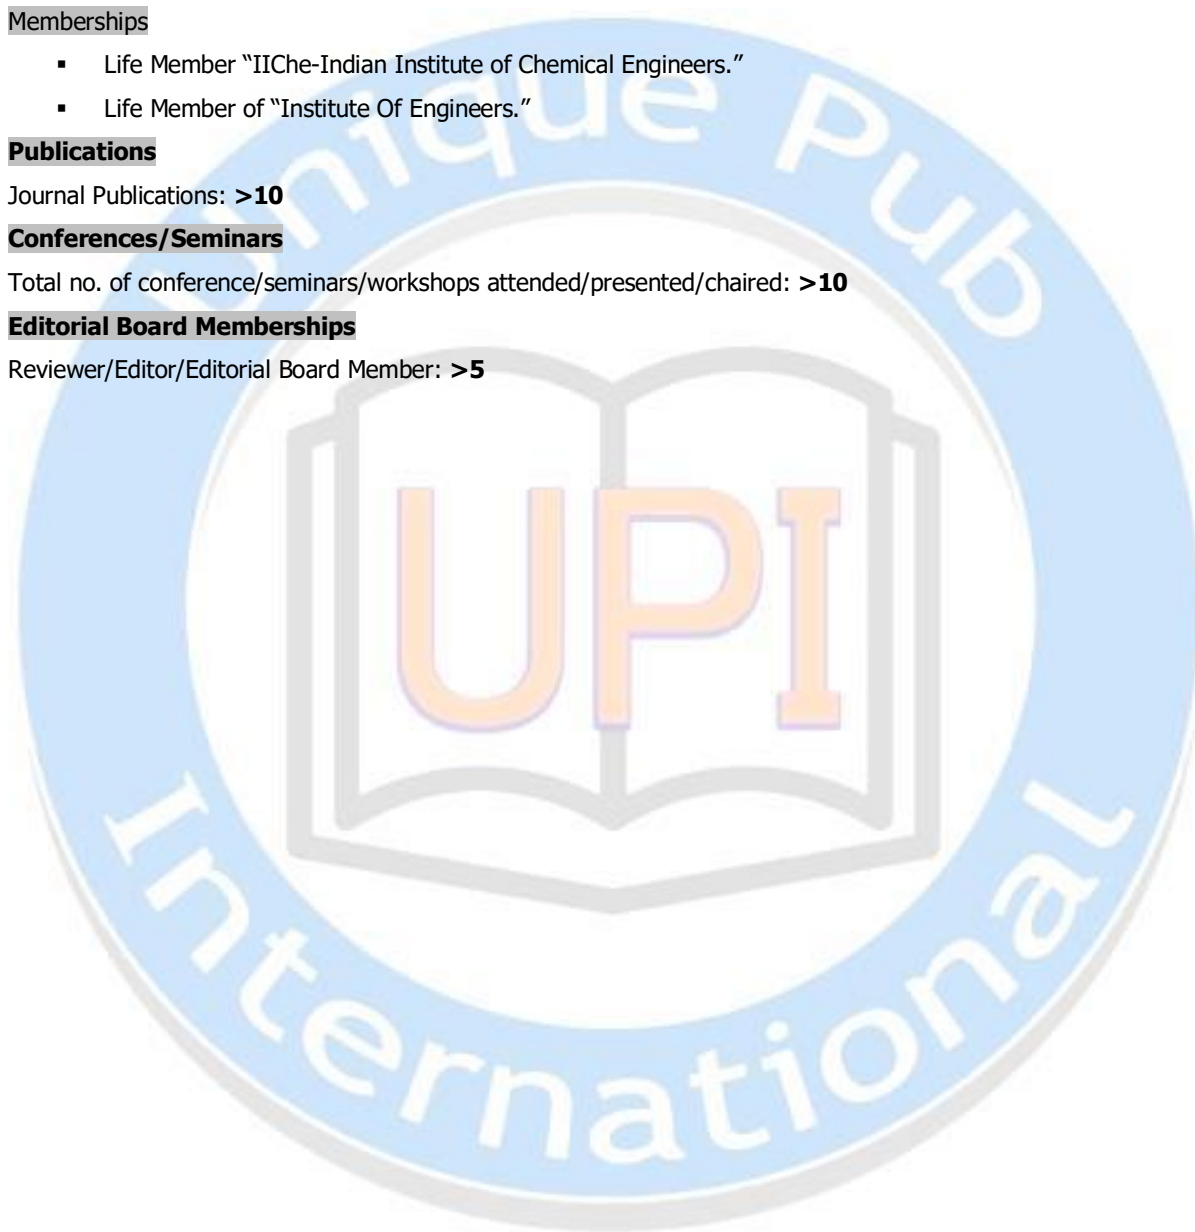 Memberships
▪ Life Member “IIChe-Indian Institute of Chemical Engineers.”
▪ Life Member of “Institute Of Engineers.”
Publications
Journal Publications: >10
Conferences/Seminars
Total no. of conference/seminars/workshops attended/presented/chaired: >10
Editorial Board Memberships
Reviewer/Editor/Editorial Board Member: >5
Unique Pub
UPI
International